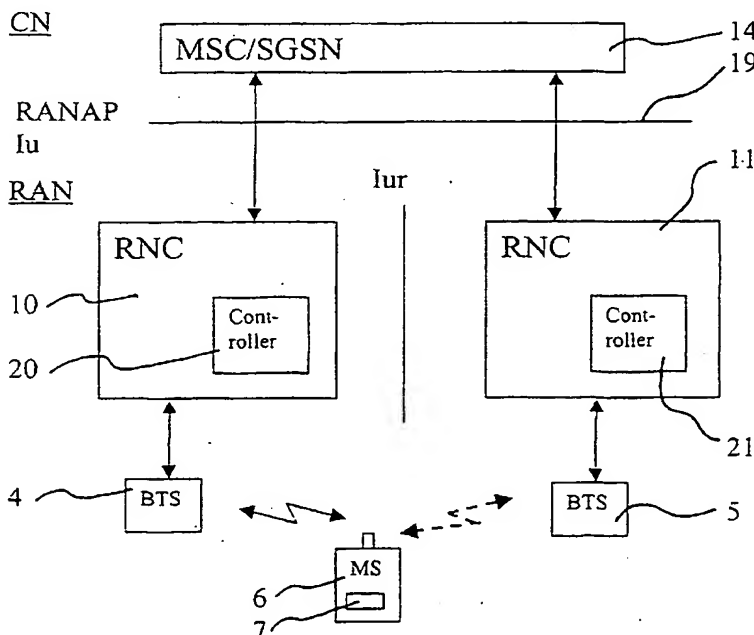 CN
MSC/SGSN
14
19
RANAP
Iu
RAN
Iur
11
RNC
RNC
10
Cont-
roller
Cont-
roller
20
21
4
BTS
BTS
5
MS
6
7